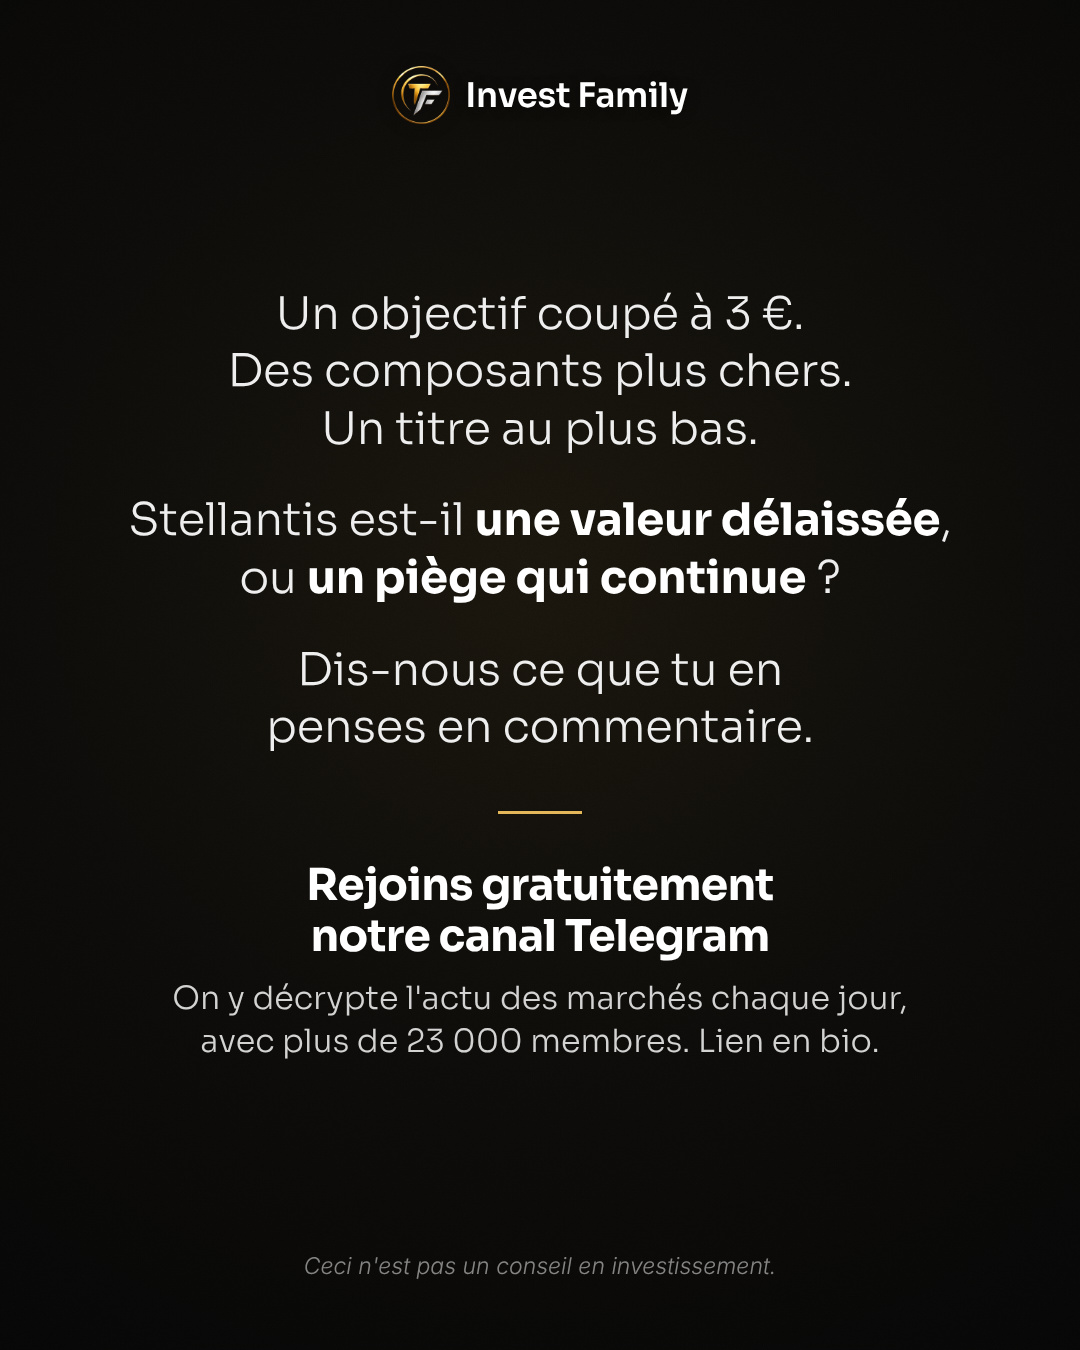 TF Invest Family
Un objectif coupé à 3 €.
Des composants plus chers.
Un titre au plus bas.
Stellantis est-il une valeur délaissée,
ou un piège qui continue ?
Dis-nous ce que tu en
penses en commentaire.
Rejoins gratuitement
notre canal Telegram
On y décrypte l'actu des marchés chaque jour,
avec plus de 23 000 membres. Lien en bio.
Ceci n'est pas un conseil en investissement.